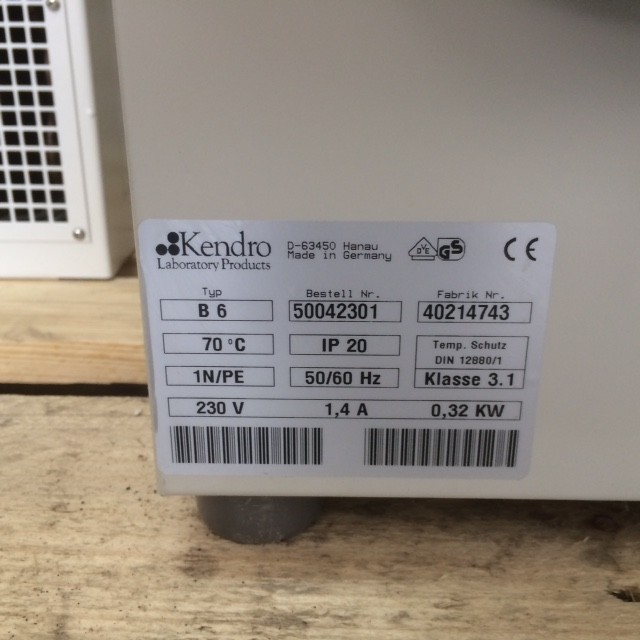 Kendro
Laboratory Products
D-63450 Hanau
Made in Germany
VDE GS CE
Typ Bestell Nr. Fabrik Nr.
B 6 50042301 40214743
70 °C IP 20 Temp. Schutz
DIN 12880/1
1N/PE 50/60 Hz Klasse 3.1
230 V 1,4 A 0,32 KW